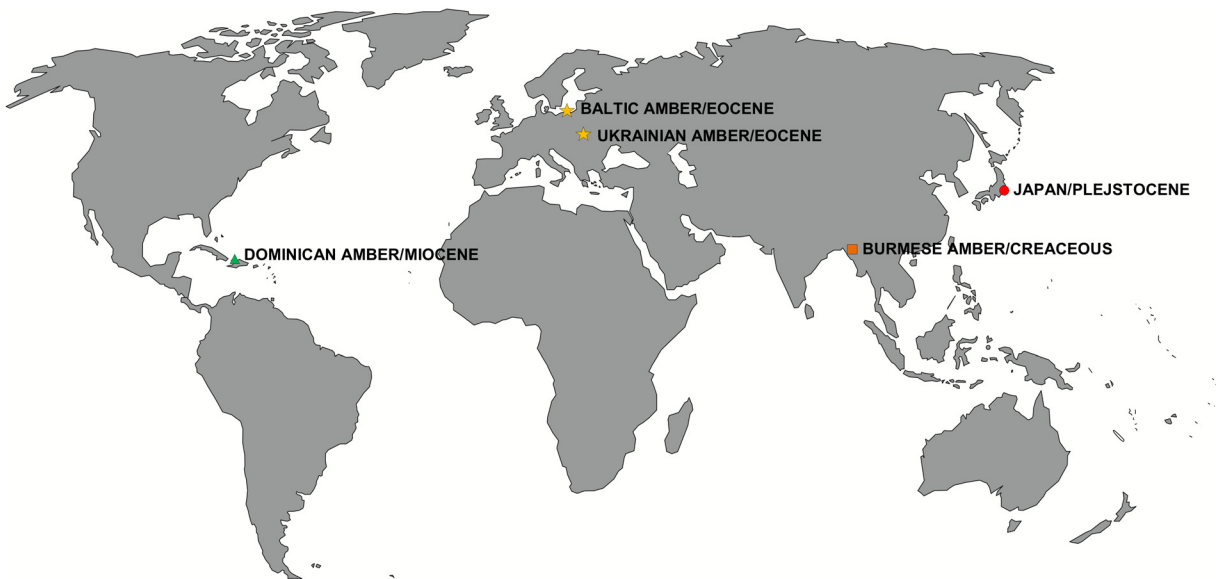 BALTIC AMBER/EOCENE
UKRAINIAN AMBER/EOCENE
JAPAN/PLEJSTOCENE
BURMESE AMBER/CREACEOUS
DOMINICAN AMBER/MIOCENE